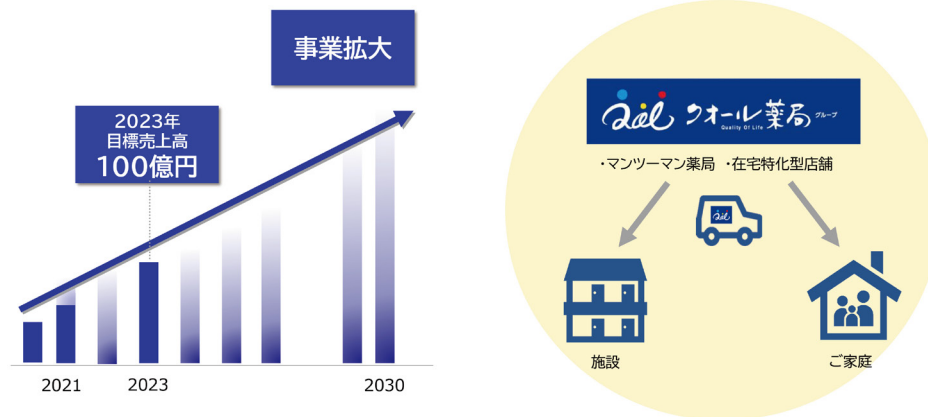 事業拡大
2023年
目標売上高
100億円
2021
2023
2030
Qol クオール薬局 グループ
Quality Of Life
・マンツーマン薬局 ・在宅特化型店舗
Qol
施設
ご家庭